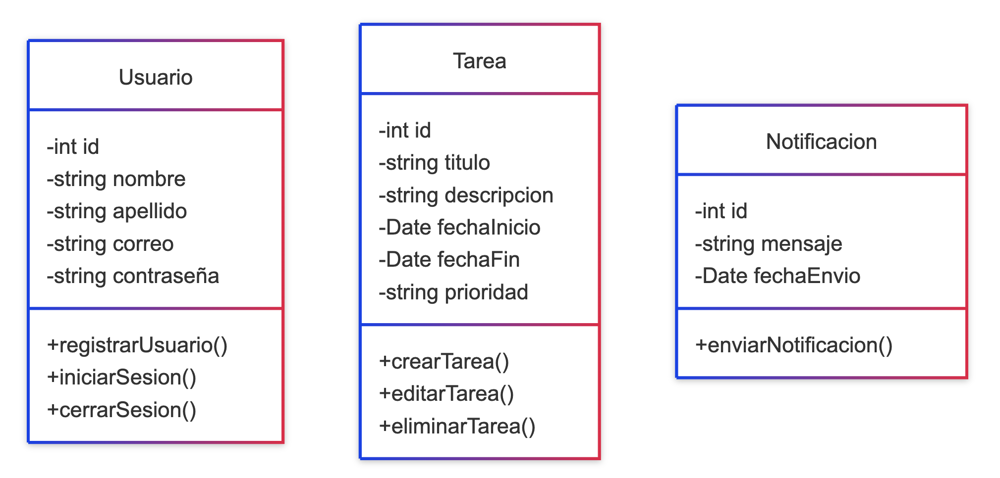 Usuario
-int id
-string nombre
-string apellido
-string correo
-string contraseña
+registrarUsuario()
+iniciarSesion()
+cerrarSesion()
Tarea
-int id
-string titulo
-string descripcion
-Date fechaInicio
-Date fechaFin
-string prioridad
+crearTarea()
+editarTarea()
+eliminarTarea()
Notificacion
-int id
-string mensaje
-Date fechaEnvio
+enviarNotificacion()